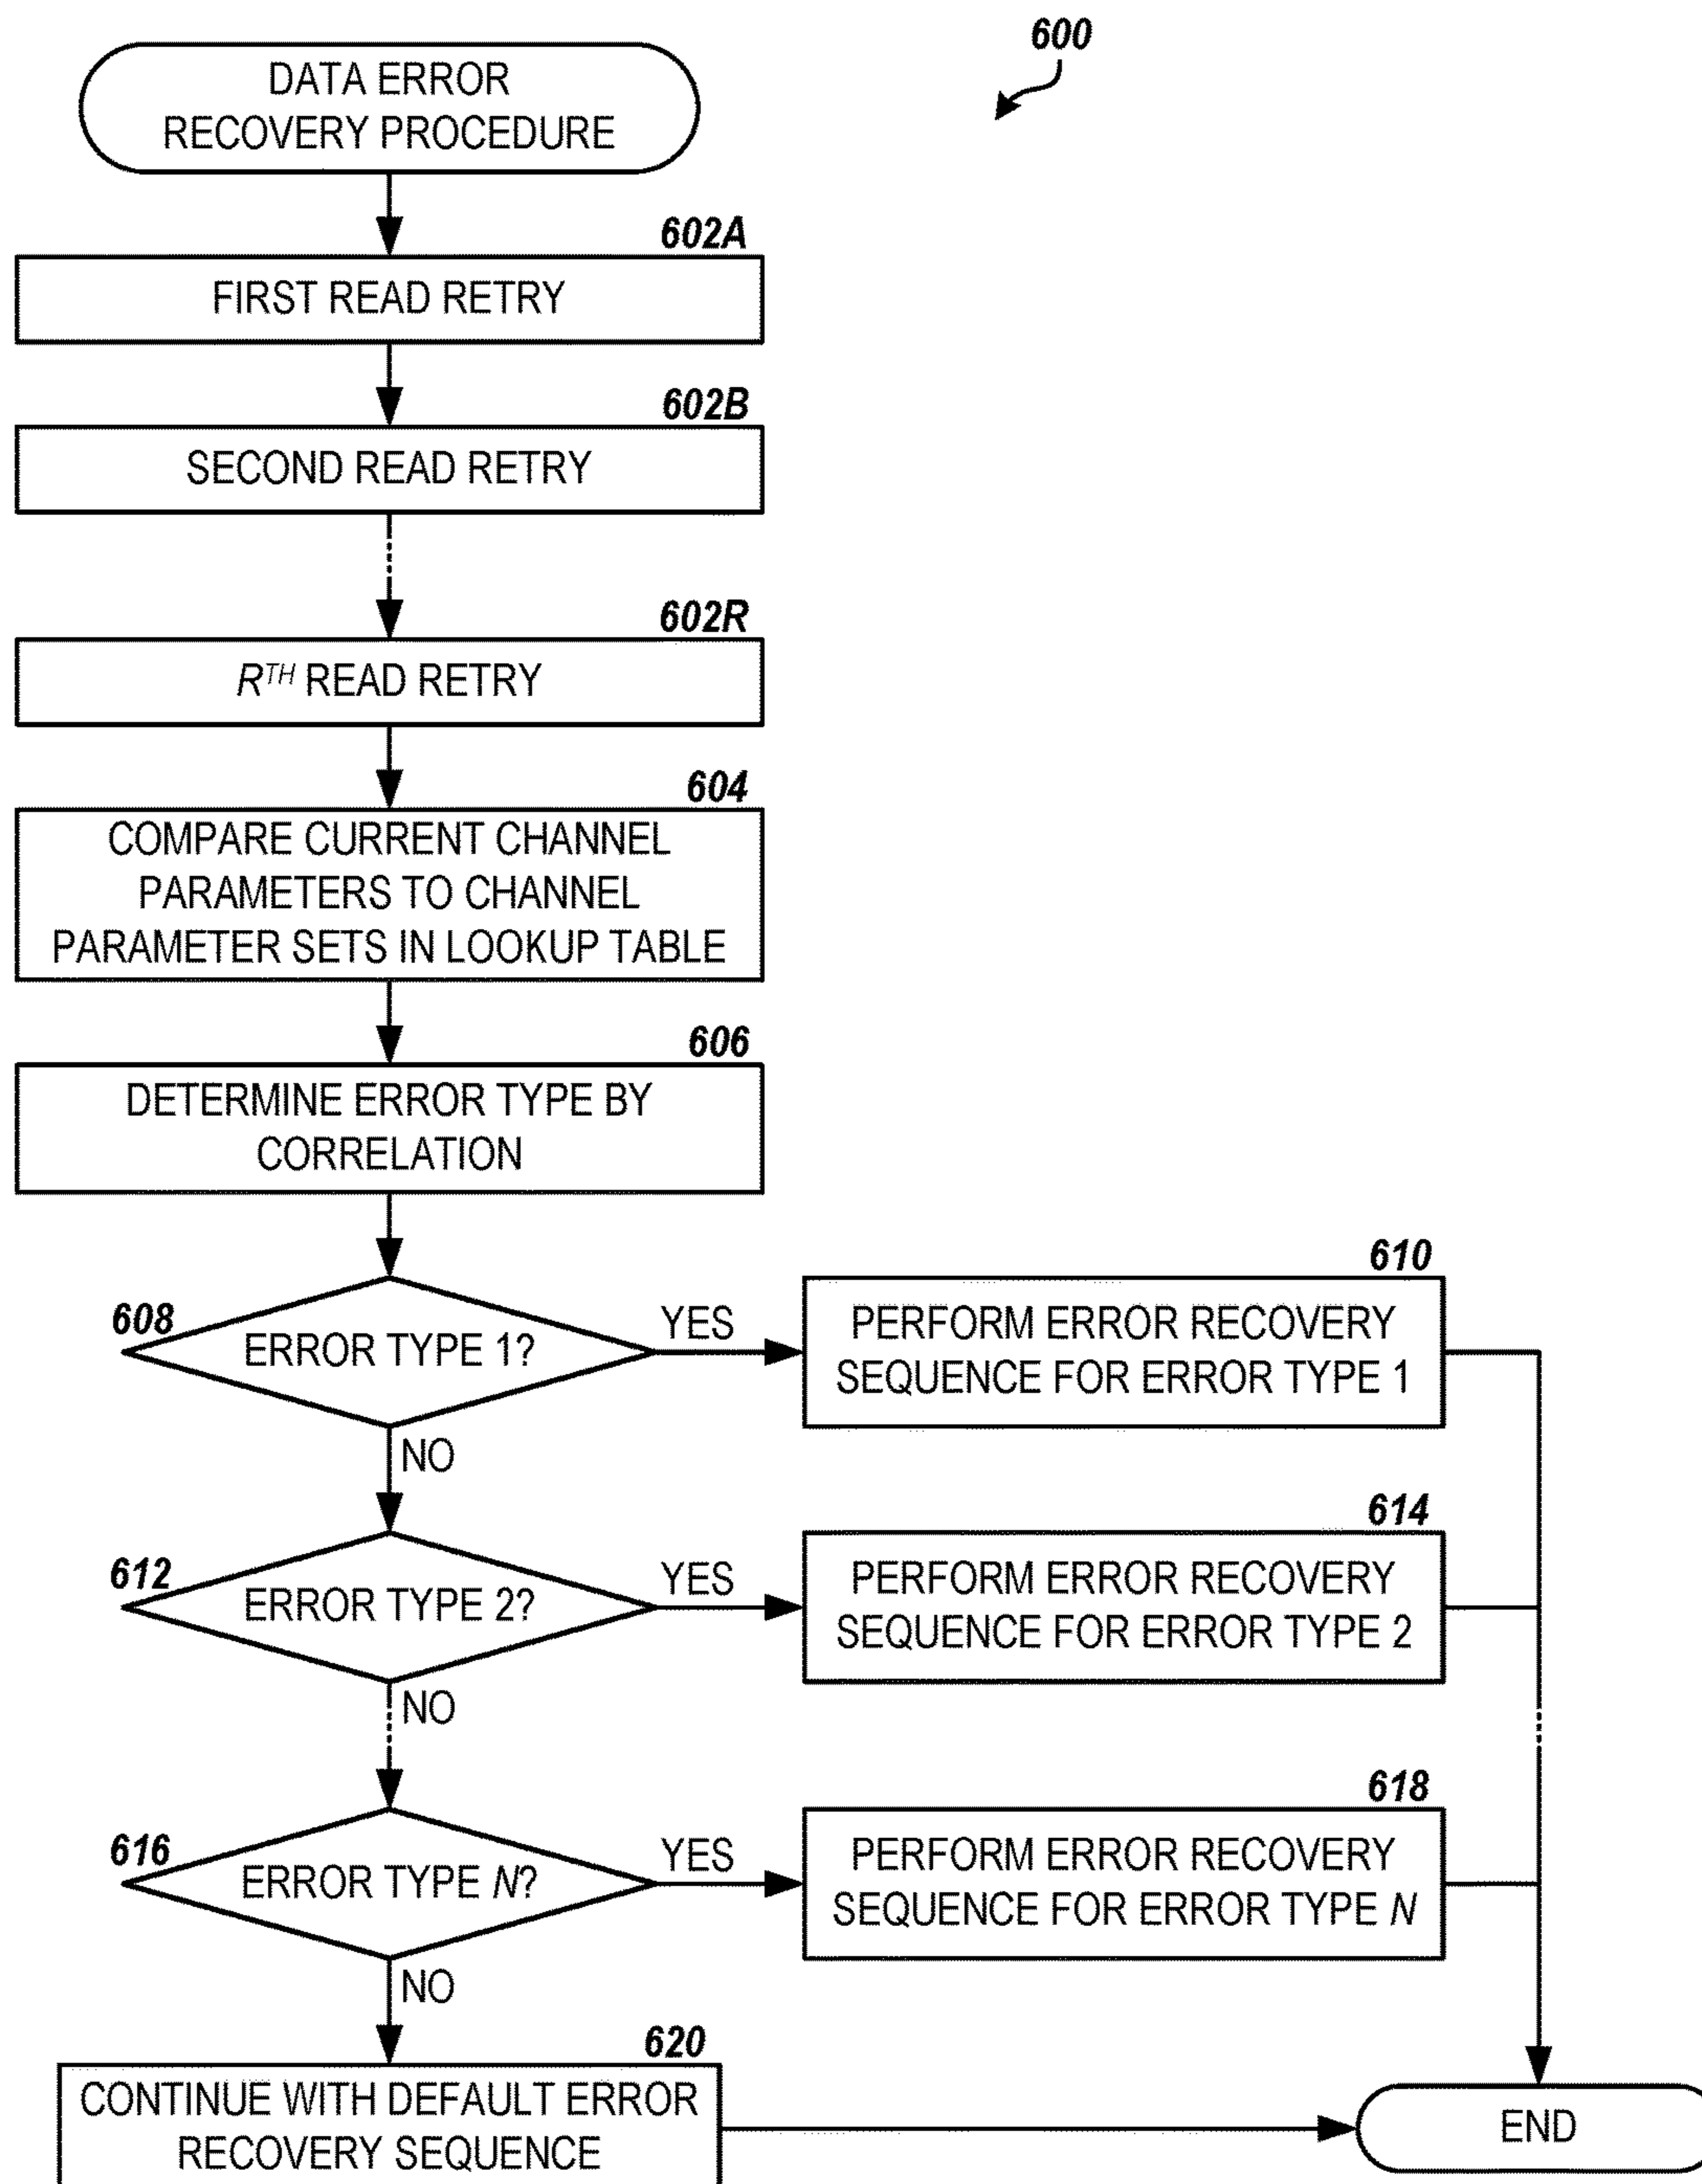 600
DATA ERROR
RECOVERY PROCEDURE
602A
FIRST READ RETRY
602B
SECOND READ RETRY
602R
R^TH READ RETRY
604
COMPARE CURRENT CHANNEL
PARAMETERS TO CHANNEL
PARAMETER SETS IN LOOKUP TABLE
606
DETERMINE ERROR TYPE BY
CORRELATION
608
ERROR TYPE 1?
YES
610
PERFORM ERROR RECOVERY
SEQUENCE FOR ERROR TYPE 1
NO
612
ERROR TYPE 2?
YES
614
PERFORM ERROR RECOVERY
SEQUENCE FOR ERROR TYPE 2
NO
616
ERROR TYPE N?
YES
618
PERFORM ERROR RECOVERY
SEQUENCE FOR ERROR TYPE N
NO
620
CONTINUE WITH DEFAULT ERROR
RECOVERY SEQUENCE
END